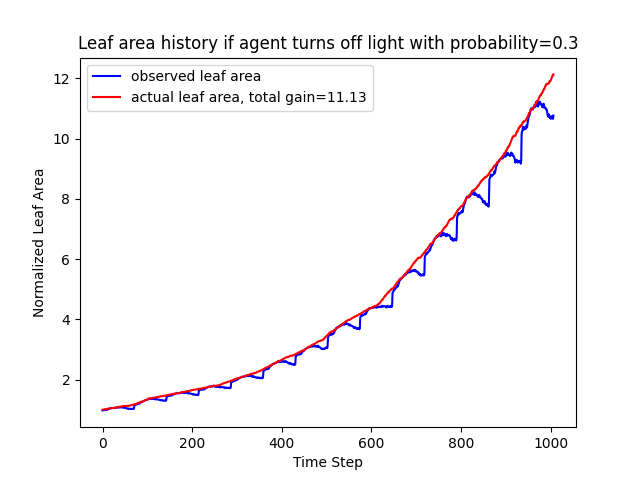 Leaf area history if agent turns off light with probability=0.3
observed leaf area
actual leaf area, total gain=11.13
12
10
8
6
4
2
Normalized Leaf Area
0
200
400
600
800
1000
Time Step